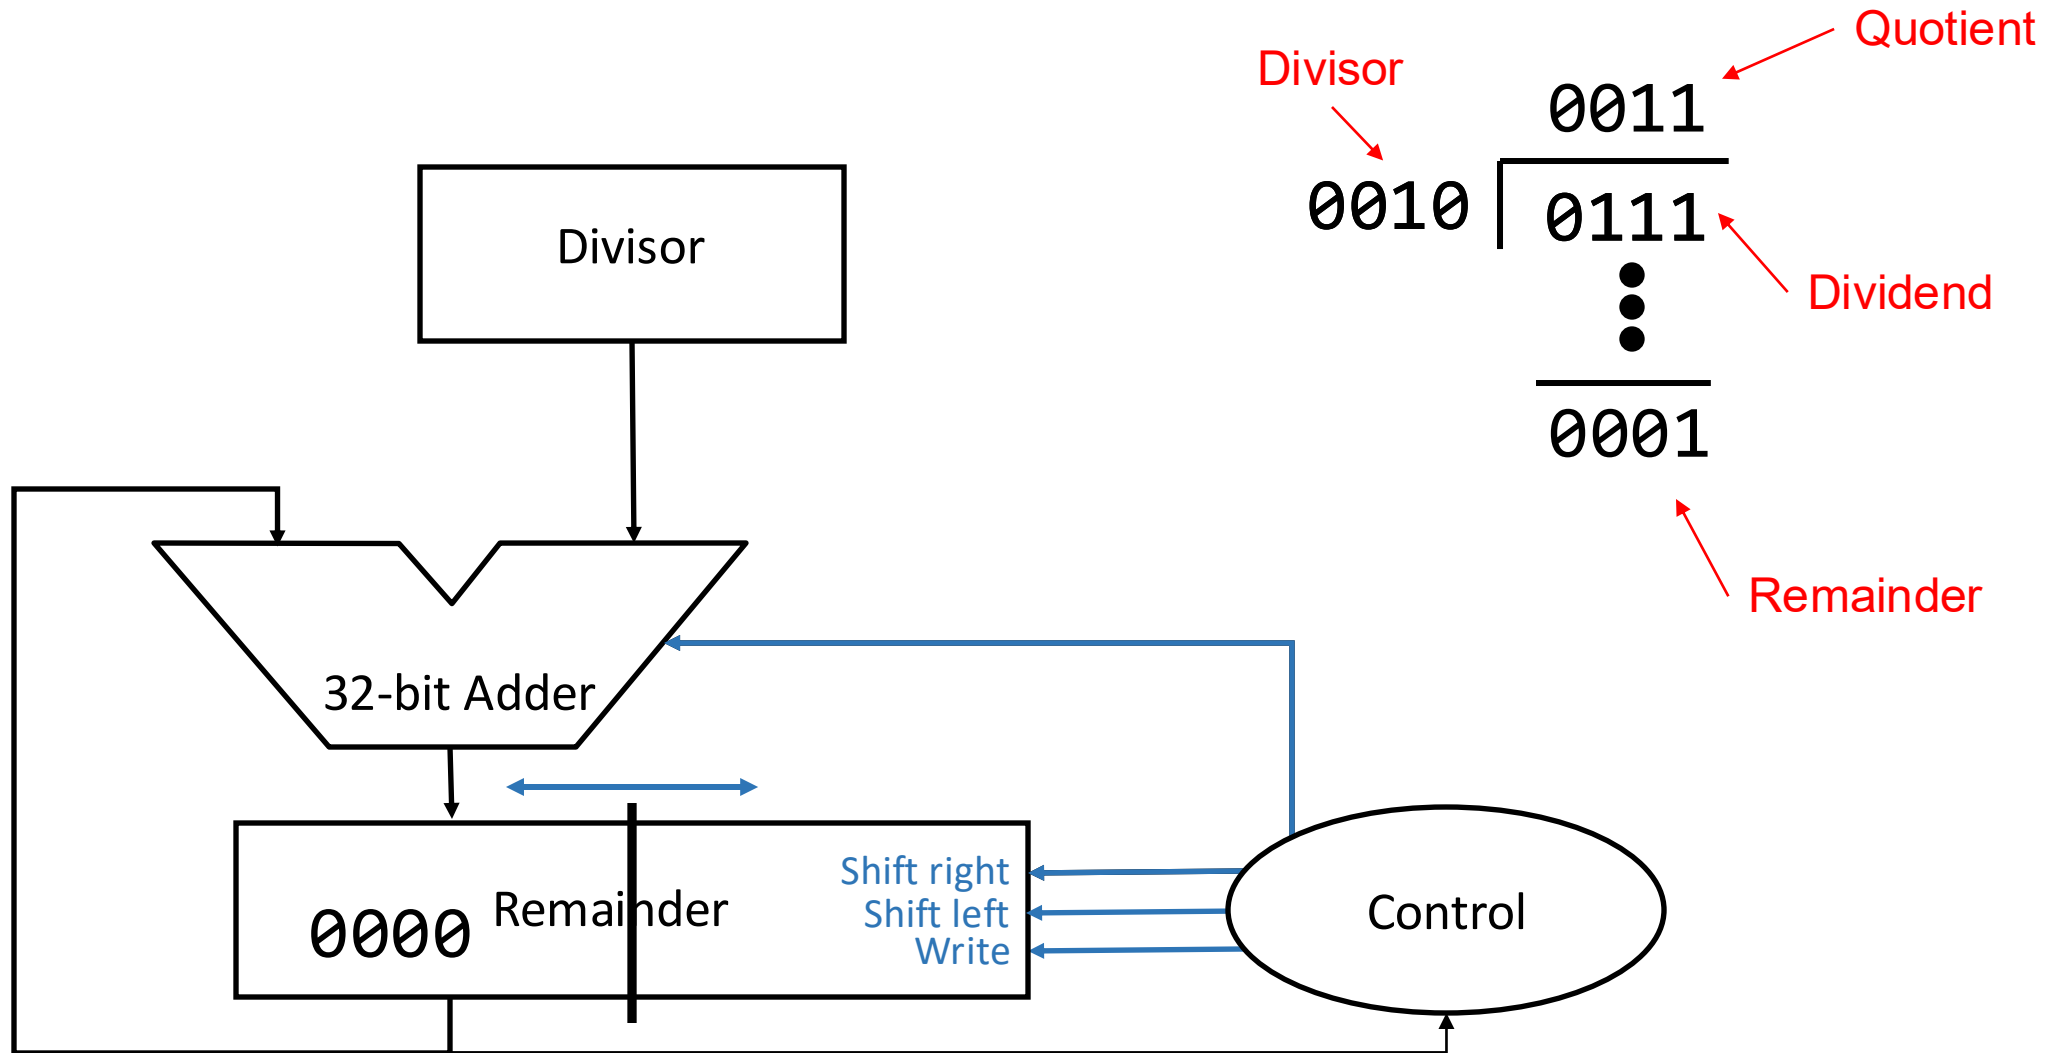 Quotient
Divisor
0011
0010
0111
Divisor
Dividend
0001
Remainder
32-bit Adder
Shift right
Remainder
0000
Shift left
Write
Control